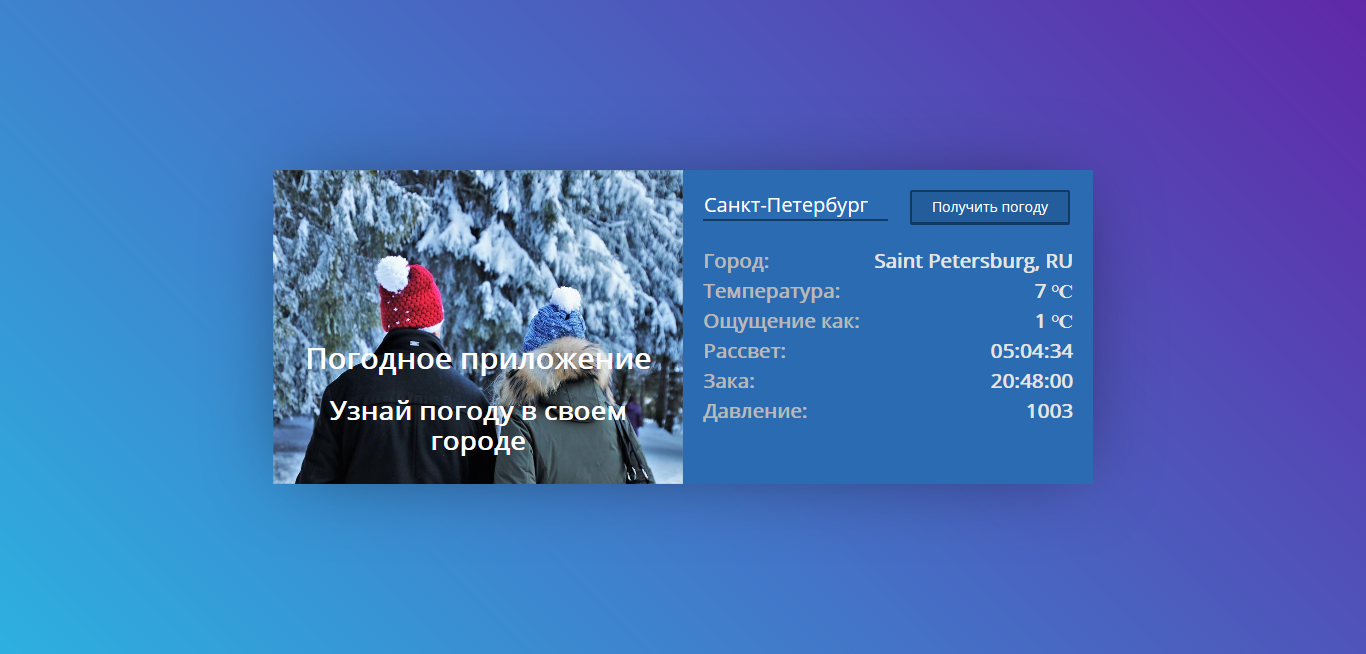 Погодное приложение
Узнай погоду в своем
городе
Санкт-Петербург
Получить погоду
Город: Saint Petersburg, RU
Температура: 7 ℃
Ощущение как: 1 ℃
Рассвет: 05:04:34
Зака: 20:48:00
Давление: 1003